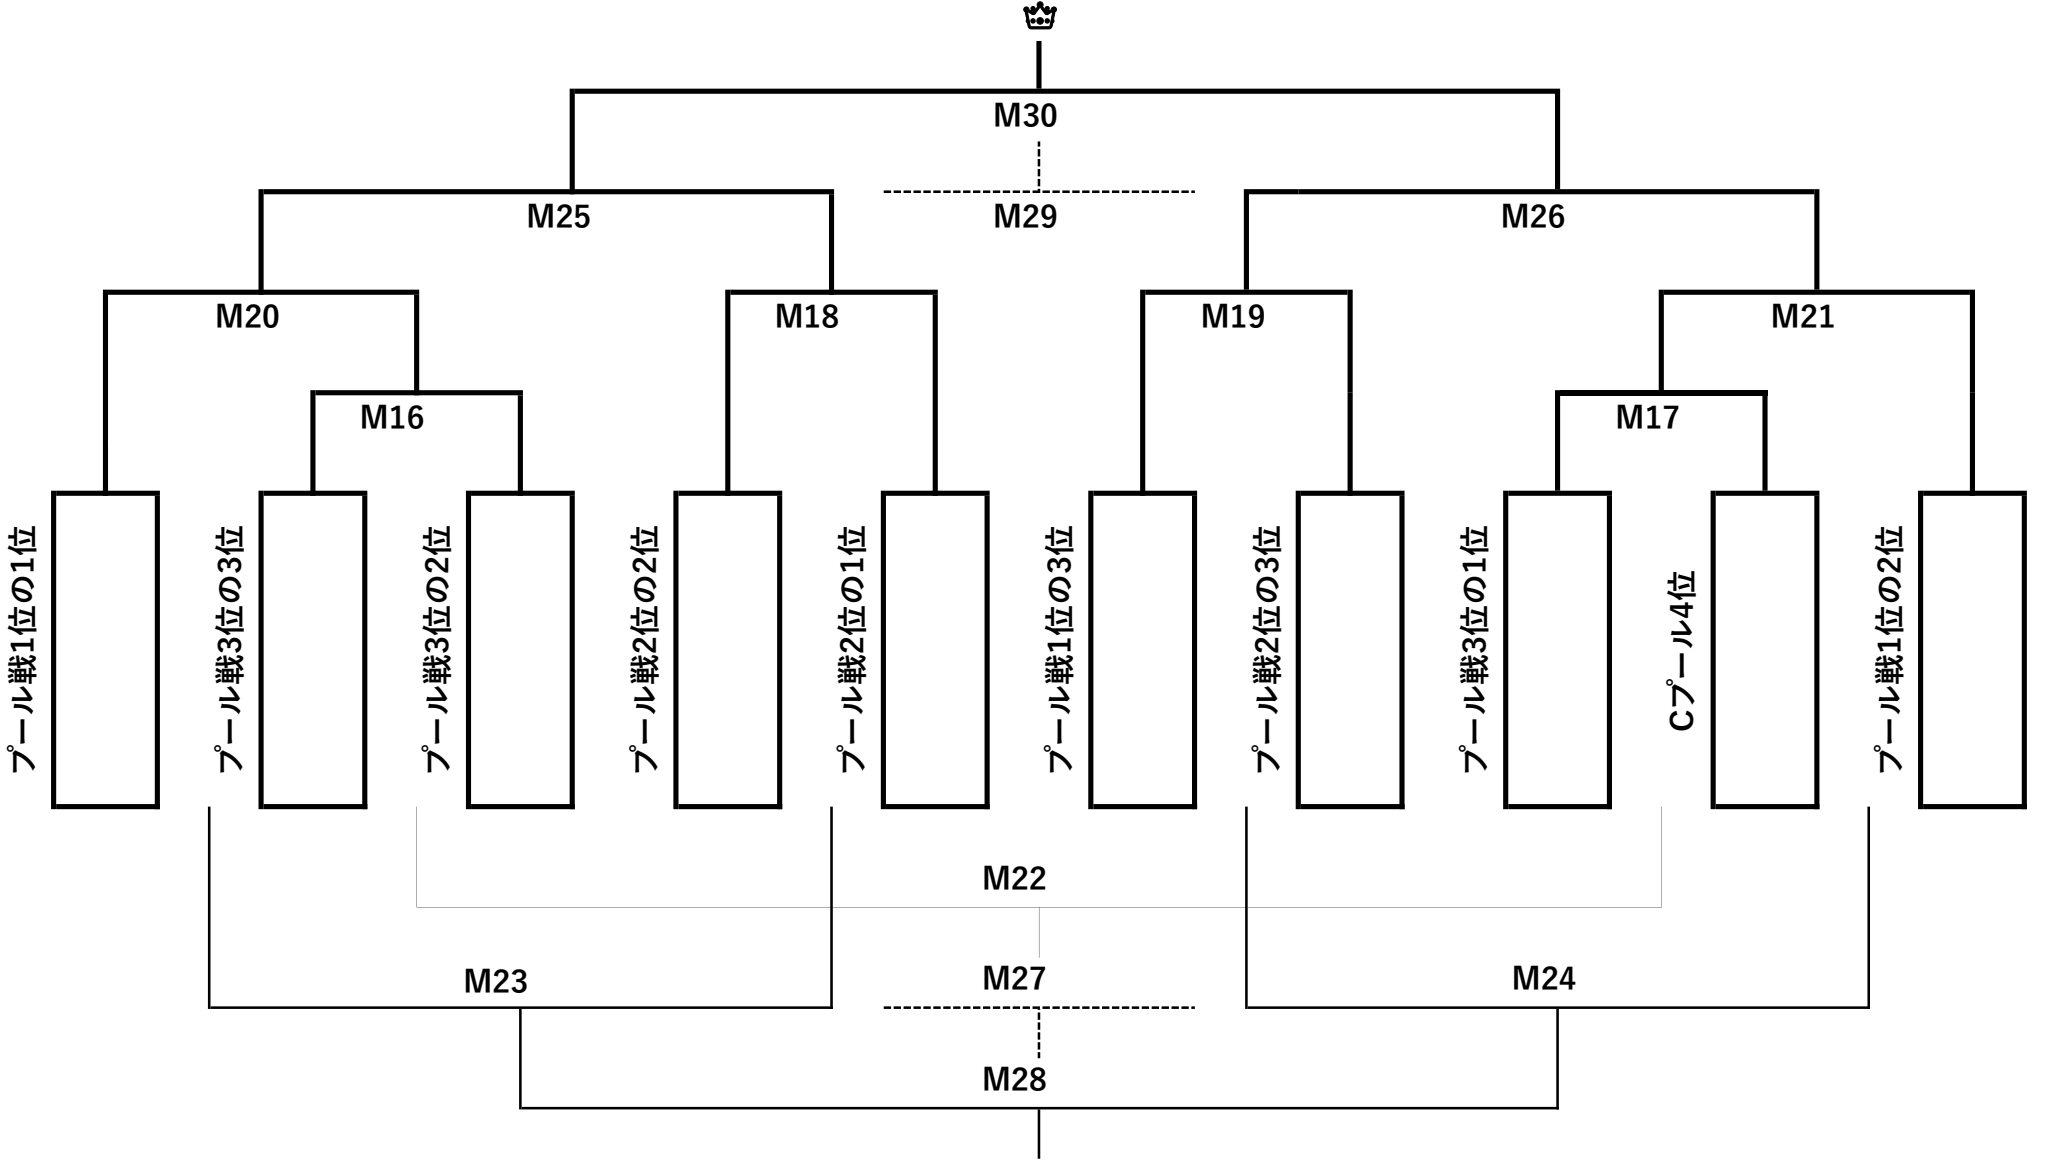 M30
M25
M29
M26
M20
M18
M19
M21
M16
M17
プール戦1位の1位
プール戦3位の3位
プール戦3位の2位
プール戦2位の2位
プール戦2位の1位
プール戦1位の3位
プール戦2位の3位
プール戦3位の1位
Cプール4位
プール戦1位の2位
M22
M23
M27
M24
M28